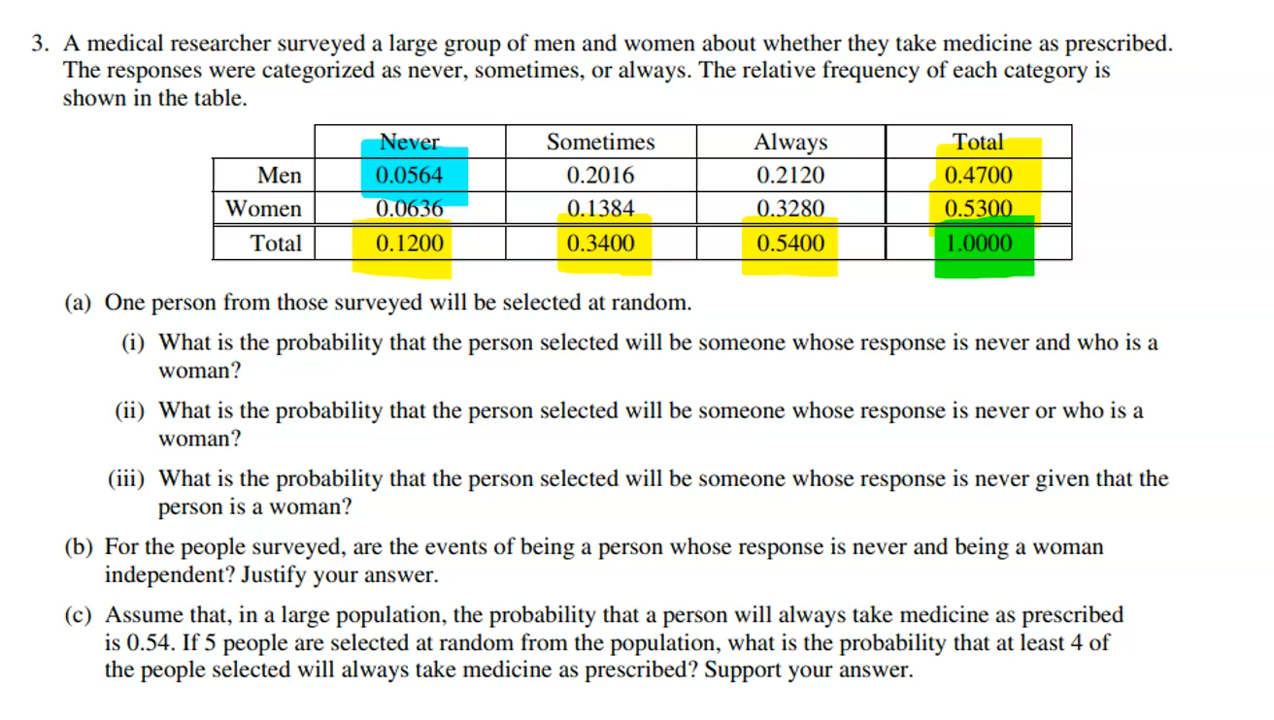 3. A medical researcher surveyed a large group of men and women about whether they take medicine as prescribed.
The responses were categorized as never, sometimes, or always. The relative frequency of each category is
shown in the table.
Never Sometimes Always Total
Men 0.0564 0.2016 0.2120 0.4700
Women 0.0636 0.1384 0.3280 0.5300
Total 0.1200 0.3400 0.5400 1.0000
(a) One person from those surveyed will be selected at random.
(i) What is the probability that the person selected will be someone whose response is never and who is a
woman?
(ii) What is the probability that the person selected will be someone whose response is never or who is a
woman?
(iii) What is the probability that the person selected will be someone whose response is never given that the
person is a woman?
(b) For the people surveyed, are the events of being a person whose response is never and being a woman
independent? Justify your answer.
(c) Assume that, in a large population, the probability that a person will always take medicine as prescribed
is 0.54. If 5 people are selected at random from the population, what is the probability that at least 4 of
the people selected will always take medicine as prescribed? Support your answer.